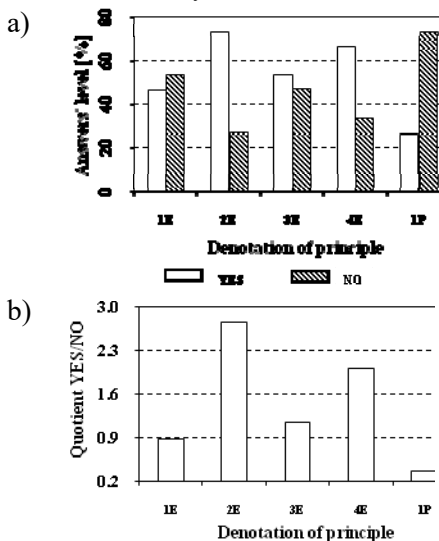 a)
Answers' level [%]
80
60
40
20
0
1E 2E 3E 4E 1P
Denotation of principle
YES NO
b)
Quotient YES/NO
3.0
2.3
1.6
0.9
0.2
1E 2E 3E 4E 1P
Denotation of principle